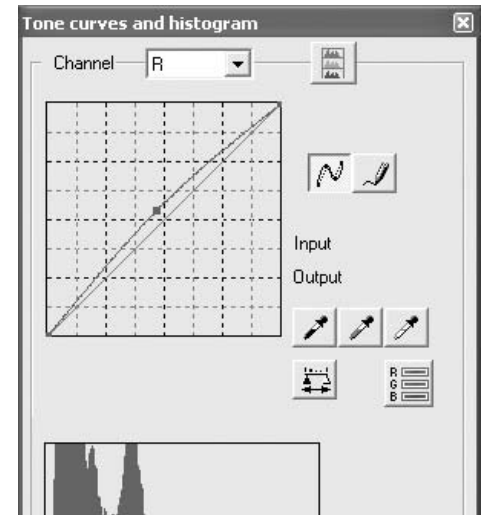 Tone curves and histogram
Channel R
Input
Output
R
G
B